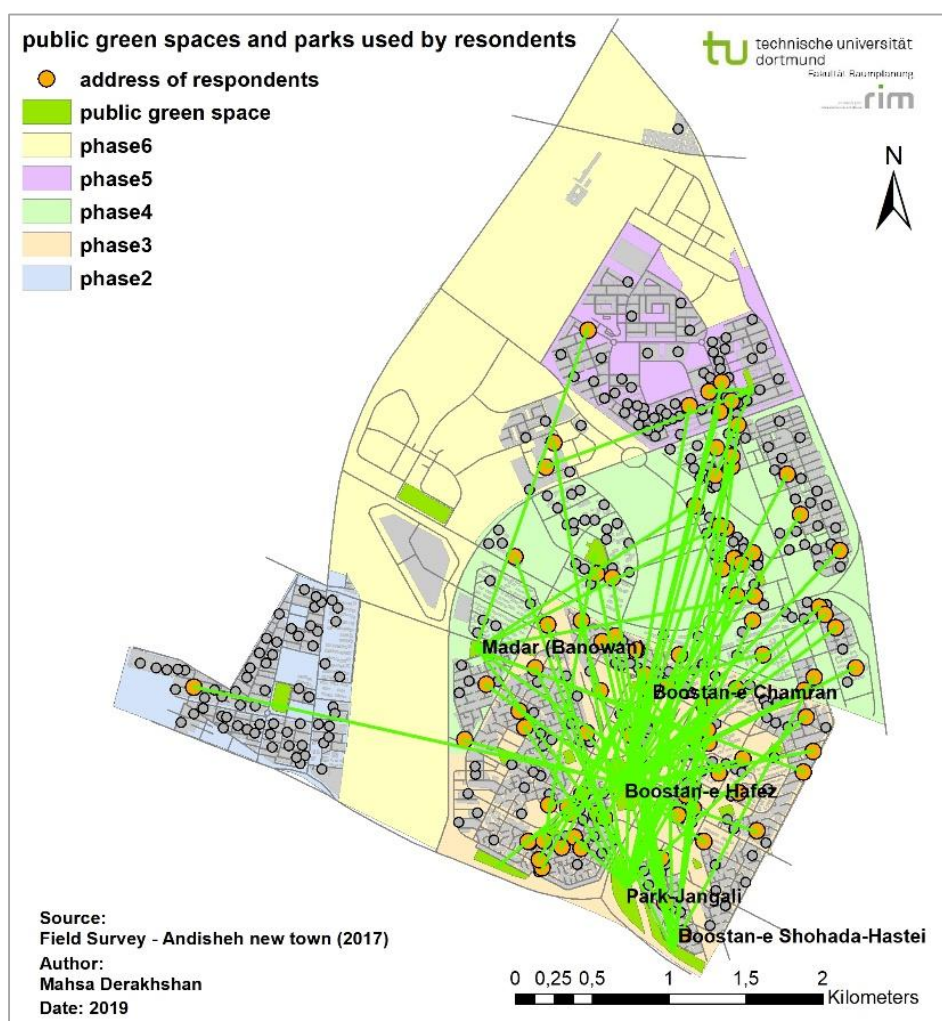 public green spaces and parks used by resondents
address of respondents
public green space
phase6
phase5
phase4
phase3
phase2
tu technische universität
dortmund
Fakultät Raumplanung
rim
N
Madar (Banowan)
Boostan-e Chamran
Boostan-e Hafez
Park-Jangali
Boostan-e Shohada-Hastei
Source:
Field Survey - Andisheh new town (2017)
Author:
Mahsa Derakhshan
Date: 2019
0 0,25 0,5 1 1,5 2
Kilometers